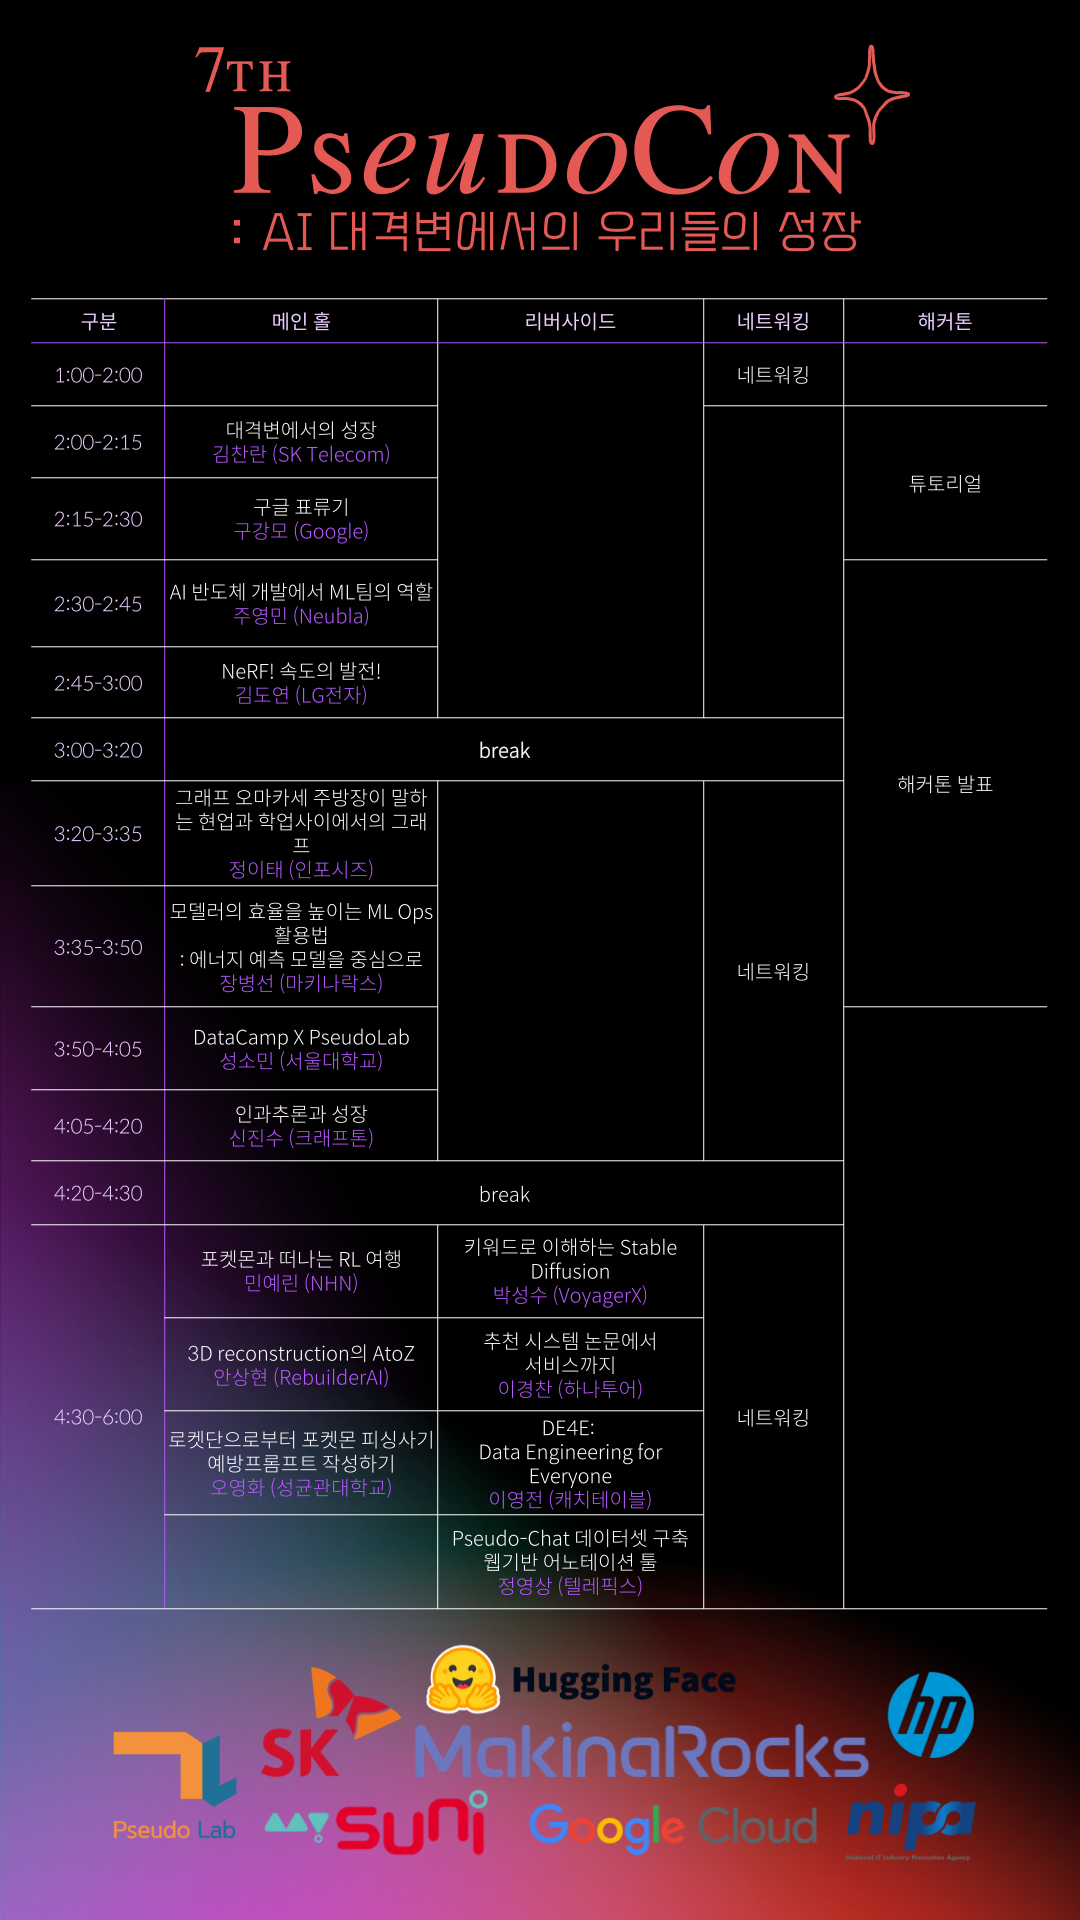 7TH
PseudoCon
: AI 대격변에서의 우리들의 성장
구분
메인 홀
리버사이드
네트워킹
해커톤
1:00-2:00
네트워킹
2:00-2:15
대격변에서의 성장
김찬란 (SK Telecom)
튜토리얼
2:15-2:30
구글 표류기
구강모 (Google)
2:30-2:45
AI 반도체 개발에서 ML팀의 역할
주영민 (Neubla)
2:45-3:00
NeRF! 속도의 발전!
김도연 (LG전자)
3:00-3:20
break
해커톤 발표
3:20-3:35
그래프 오마카세 주방장이 말하
는 현업과 학업사이에서의 그래
프
정이태 (인포시즈)
3:35-3:50
모델러의 효율을 높이는 ML Ops
활용법
: 에너지 예측 모델을 중심으로
장병선 (마키나락스)
네트워킹
3:50-4:05
DataCamp X PseudoLab
성소민 (서울대학교)
4:05-4:20
인과추론과 성장
신진수 (크래프톤)
4:20-4:30
break
4:30-6:00
포켓몬과 떠나는 RL 여행
민예린 (NHN)
키워드로 이해하는 Stable
Diffusion
박성수 (VoyagerX)
3D reconstruction의 AtoZ
안상현 (RebuilderAI)
추천 시스템 논문에서
서비스까지
이경찬 (하나투어)
네트워킹
로켓단으로부터 포켓몬 피싱사기
예방프롬프트 작성하기
오영화 (성균관대학교)
DE4E:
Data Engineering for
Everyone
이영전 (캐치테이블)
Pseudo-Chat 데이터셋 구축
웹기반 어노테이션 툴
정영상 (텔레픽스)
Hugging Face
hp
SK
MakinaRocks
Pseudo Lab
mySUNI
Google Cloud
nipa
National IT Industry Promotion Agency